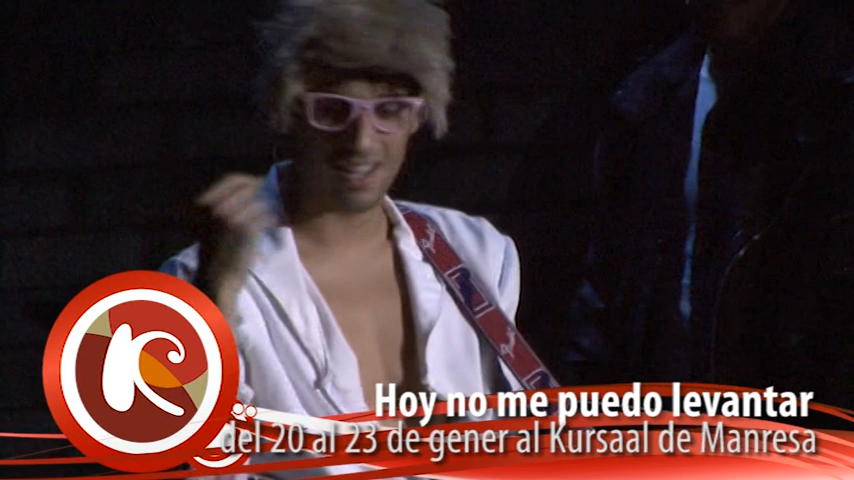 K
Hoy no me puedo levantar
del 20 al 23 de gener al Kursaal de Manresa